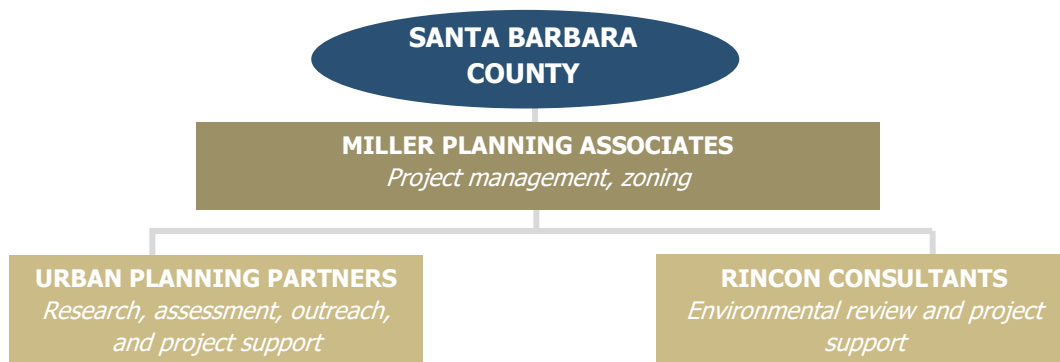 SANTA BARBARA
COUNTY
MILLER PLANNING ASSOCIATES
Project management, zoning
URBAN PLANNING PARTNERS
Research, assessment, outreach,
and project support
RINCON CONSULTANTS
Environmental review and project
support